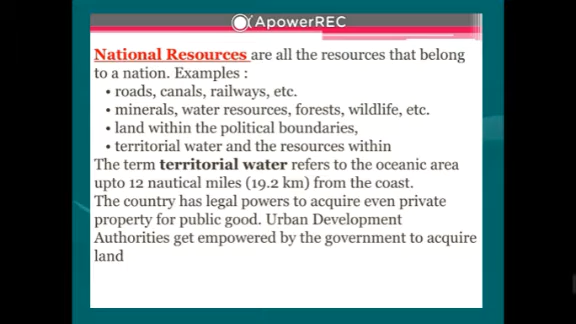 ApowerREC
National Resources are all the resources that belong
to a nation. Examples :
• roads, canals, railways, etc.
• minerals, water resources, forests, wildlife, etc.
• land within the political boundaries,
• territorial water and the resources within
The term territorial water refers to the oceanic area
upto 12 nautical miles (19.2 km) from the coast.
The country has legal powers to acquire even private
property for public good. Urban Development
Authorities get empowered by the government to acquire
land